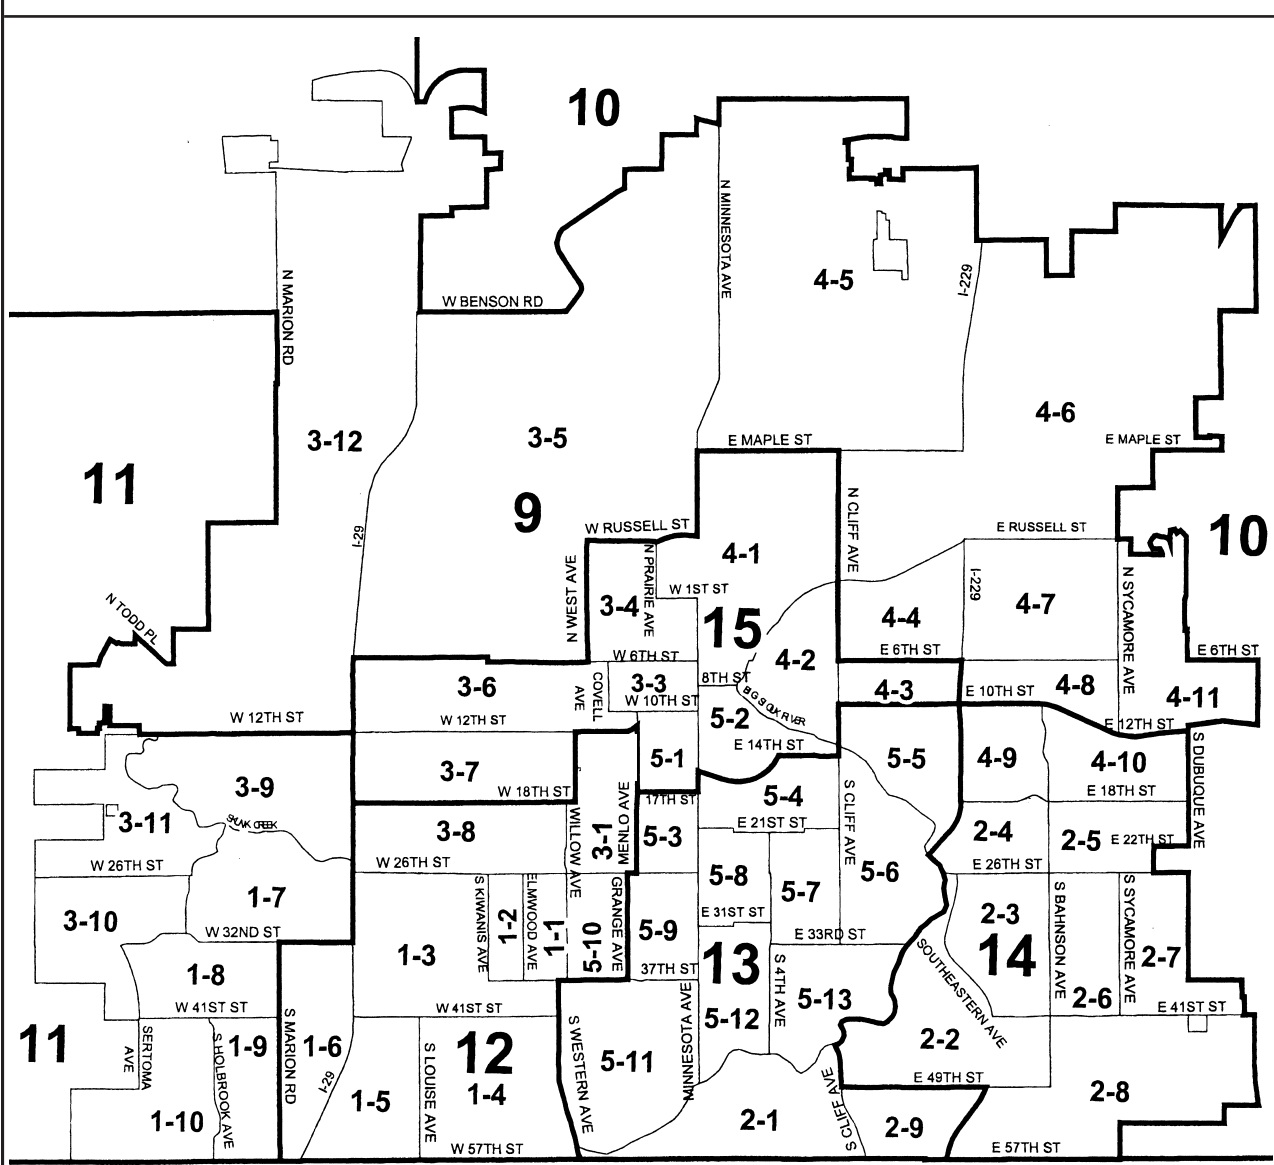 10
N MINNESOTA AVE
4-5
I-229
N MARION RD
W BENSON RD
3-12
3-5
4-6
E MAPLE ST
E MAPLE ST
11
9
N CLIFF AVE
I-29
W RUSSELL ST
E RUSSELL ST
10
N WEST AVE
N PRAIRIE AVE
4-1
W 1ST ST
I-229
N SYCAMORE AVE
3-4
4-7
N TODD PL
15
4-4
E 6TH ST
E 6TH ST
W 6TH ST
4-2
3-6
COVELL
AVE
3-3
8TH ST
4-3
E 10TH ST
4-8
4-11
W 10TH ST
BIG SIOUX RIVER
W 12TH ST
W 12TH ST
5-2
E 12TH ST
E 14TH ST
5-1
5-5
4-9
4-10
S DUBUQUE AVE
3-9
3-7
W 18TH ST
E 18TH ST
17TH ST
5-4
S CLIFF AVE
3-11
SKUNK CREEK
3-8
WILLOW AVE
3-1
MENLO AVE
5-3
E 21ST ST
2-4
2-5
E 22TH ST
W 26TH ST
W 26TH ST
E 26TH ST
5-8
5-7
5-6
1-7
3-10
S KIWANIS AVE
1-2
ELMWOOD AVE
1-1
5-10
GRANGE AVE
5-9
E 31ST ST
2-3
S BAHNSON AVE
S SYCAMORE AVE
W 32ND ST
E 33RD ST
1-3
1-8
37TH ST
13
14
2-7
SOUTHEASTERN AVE
S 4TH AVE
5-13
2-6
W 41ST ST
W 41ST ST
E 41ST ST
5-12
MINNESOTA AVE
11
SERTOMA
AVE
S HOLBROOK AVE
1-9
S MARION RD
1-6
I-29
S LOUISE AVE
12
1-4
S WESTERN AVE
5-11
2-2
E 49TH ST
2-8
1-5
1-10
2-1
S CLIFF AVE
2-9
W 57TH ST
E 57TH ST